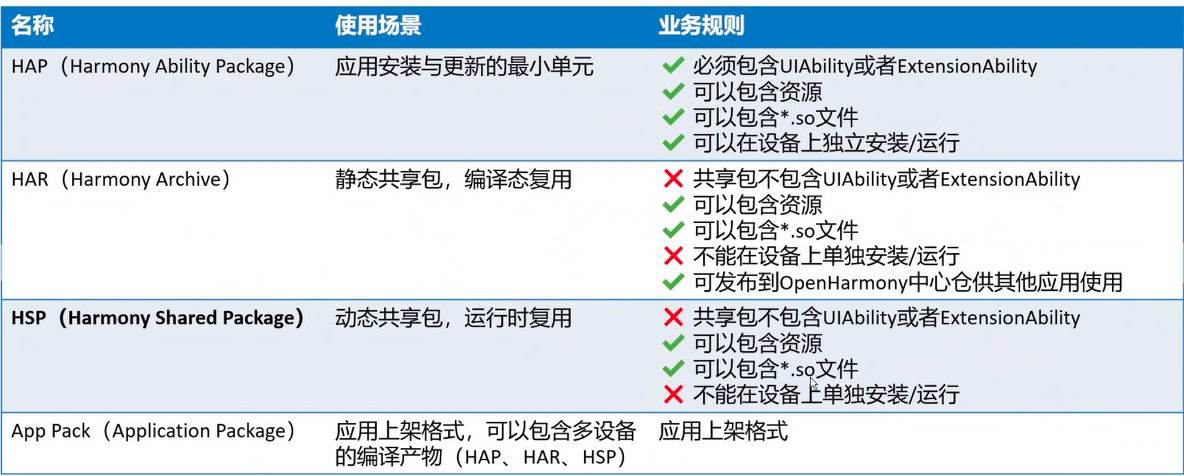 名称 使用场景 业务规则
HAP（Harmony Ability Package） 应用安装与更新的最小单元 ✓ 必须包含UIAbility或者ExtensionAbility
✓ 可以包含资源
✓ 可以包含*.so文件
✓ 可以在设备上独立安装/运行
HAR（Harmony Archive） 静态共享包，编译态复用 ✗ 共享包不包含UIAbility或者ExtensionAbility
✓ 可以包含资源
✓ 可以包含*.so文件
✗ 不能在设备上单独安装/运行
✓ 可发布到OpenHarmony中心仓供其他应用使用
HSP（Harmony Shared Package） 动态共享包，运行时复用 ✗ 共享包不包含UIAbility或者ExtensionAbility
✓ 可以包含资源
✓ 可以包含*.so文件
✗ 不能在设备上单独安装/运行
App Pack（Application Package） 应用上架格式，可以包含多设备 应用上架格式
的编译产物（HAP、HAR、HSP）